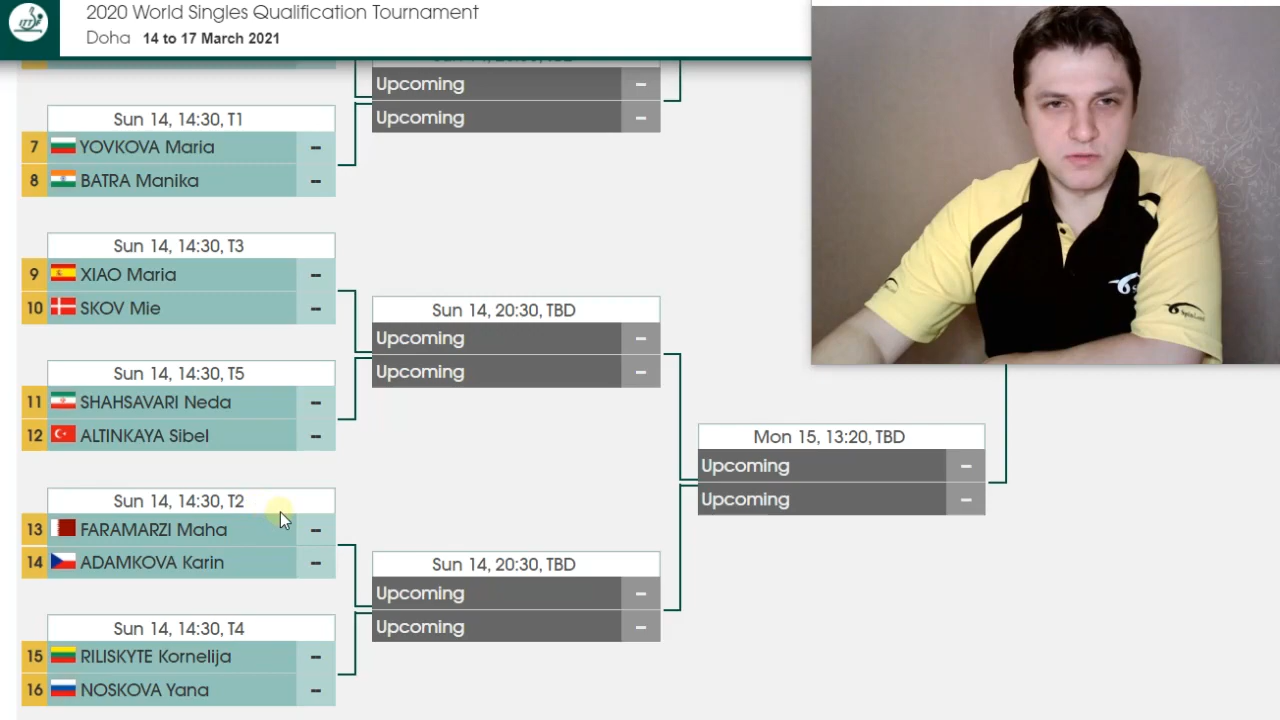 2020 World Singles Qualification Tournament
Doha 14 to 17 March 2021
ITTF
Upcoming –
Upcoming –
Sun 14, 14:30, T1
7 YOVKOVA Maria –
8 BATRA Manika –
Sun 14, 14:30, T3
9 XIAO Maria –
10 SKOV Mie –
Sun 14, 20:30, TBD
Upcoming –
Upcoming –
Sun 14, 14:30, T5
11 SHAHSAVARI Neda –
12 ALTINKAYA Sibel –
Mon 15, 13:20, TBD
Upcoming –
Upcoming –
Sun 14, 14:30, T2
13 FARAMARZI Maha –
14 ADAMKOVA Karin –
Sun 14, 20:30, TBD
Upcoming –
Upcoming –
Sun 14, 14:30, T4
15 RILISKYTE Kornelija –
16 NOSKOVA Yana –